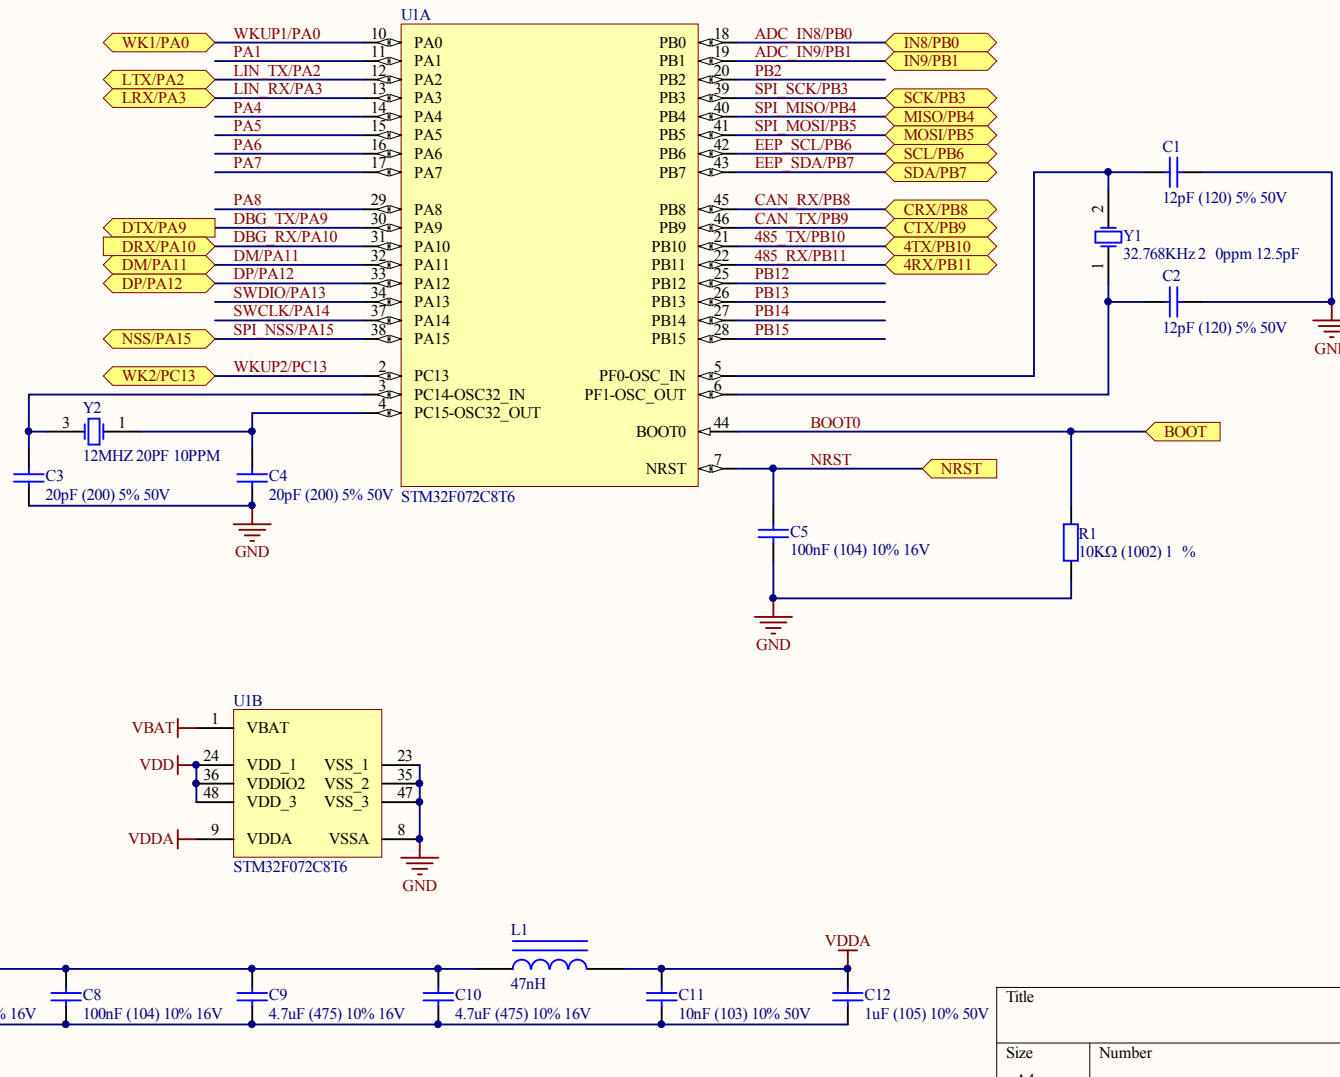 U1A
WK1/PA0 WKUP1/PA0 10 PA0 PB0 18 ADC_IN8/PB0 IN8/PB0
PA1 11 PA1 PB1 19 ADC_IN9/PB1 IN9/PB1
LTX/PA2 LIN_TX/PA2 12 PA2 PB2 20 PB2
LRX/PA3 LIN_RX/PA3 13 PA3 PB3 39 SPI_SCK/PB3 SCK/PB3
PA4 14 PA4 PB4 40 SPI_MISO/PB4 MISO/PB4
PA5 15 PA5 PB5 41 SPI_MOSI/PB5 MOSI/PB5
PA6 16 PA6 PB6 42 EEP_SCL/PB6 SCL/PB6
PA7 17 PA7 PB7 43 EEP_SDA/PB7 SDA/PB7
PA8 29 PA8 PB8 45 CAN_RX/PB8 CRX/PB8
DTX/PA9 DBG_TX/PA9 30 PA9 PB9 46 CAN_TX/PB9 CTX/PB9
DRX/PA10 DBG_RX/PA10 31 PA10 PB10 21 485_TX/PB10 4TX/PB10
DM/PA11 DM/PA11 32 PA11 PB11 22 485_RX/PB11 4RX/PB11
DP/PA12 DP/PA12 33 PA12 PB12 25 PB12
SWDIO/PA13 34 PA13 PB13 26 PB13
SWCLK/PA14 37 PA14 PB14 27 PB14
NSS/PA15 SPI_NSS/PA15 38 PA15 PB15 28 PB15
WK2/PC13 WKUP2/PC13 2 PC13 PF0-OSC_IN 5
3 PC14-OSC32_IN PF1-OSC_OUT 6
4 PC15-OSC32_OUT
BOOT0 44 BOOT0 BOOT
NRST 7 NRST NRST
STM32F072C8T6
C1
12pF (120) 5% 50V
2
Y1
32.768KHz 2 0ppm 12.5pF
1
C2
12pF (120) 5% 50V
GND
Y2
3 1
12MHZ 20PF 10PPM
C3
20pF (200) 5% 50V
C4
20pF (200) 5% 50V
GND
C5
100nF (104) 10% 16V
R1
10KΩ (1002) 1 %
GND
U1B
VBAT 1 VBAT
VDD 24 VDD_1 VSS_1 23
36 VDDIO2 VSS_2 35
48 VDD_3 VSS_3 47
VDDA 9 VDDA VSSA 8
STM32F072C8T6
GND
L1
47nH
VDDA
% 16V
C8
100nF (104) 10% 16V
C9
4.7uF (475) 10% 16V
C10
4.7uF (475) 10% 16V
C11
10nF (103) 10% 50V
C12
1uF (105) 10% 50V
Title
Size Number